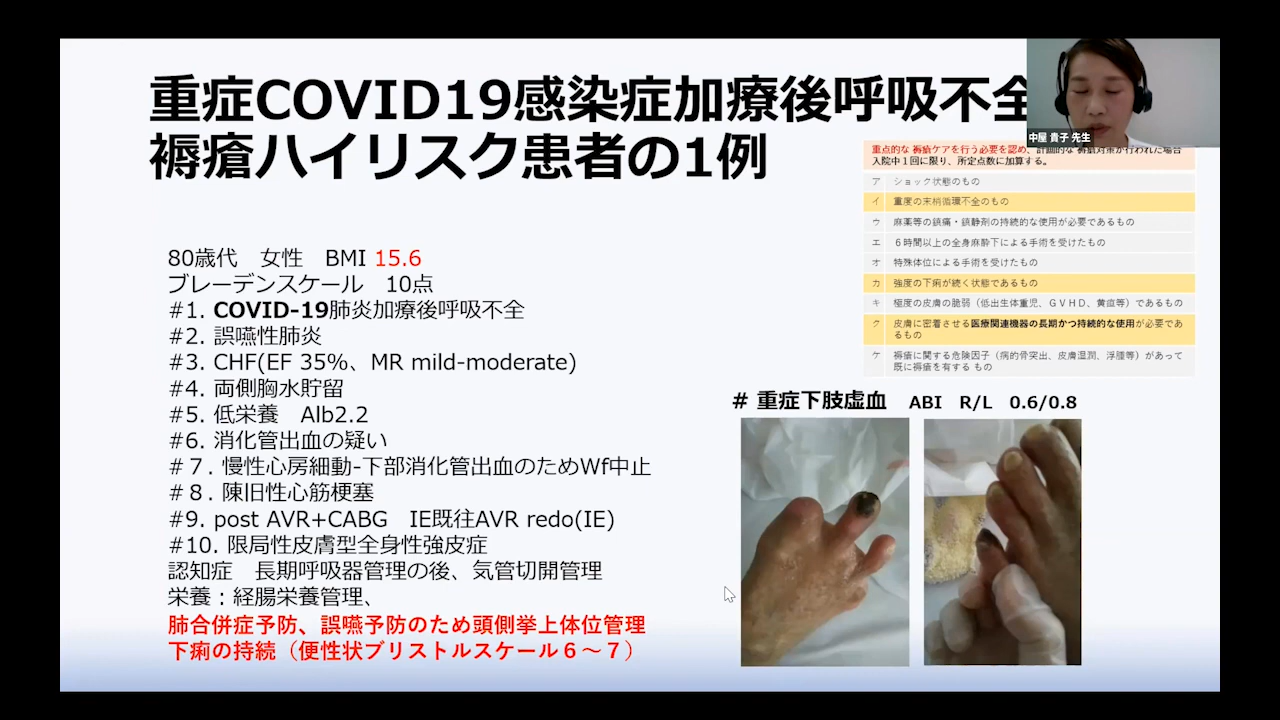 重症COVID19感染症加療後呼吸不全
褥瘡ハイリスク患者の1例
中屋 貴子 先生
重点的な 褥瘡ケアを行う必要を認め、計画的な 褥瘡対策が行われた場合
入院中１回に限り、所定点数に加算する。
ア ショック状態のもの
イ 重度の末梢循環不全のもの
ウ 麻薬等の鎮痛・鎮静剤の持続的な使用が必要であるもの
エ ６時間以上の全身麻酔下による手術を受けたもの
オ 特殊体位による手術を受けたもの
カ 強度の下痢が続く状態であるもの
キ 極度の皮膚の脆弱（低出生体重児、ＧＶＨＤ、黄疸等）であるもの
ク 皮膚に密着させる医療関連機器の長期かつ持続的な使用が必要であ
るもの
ケ 褥瘡に関する危険因子（病的骨突出、皮膚湿潤、浮腫等）があって
既に褥瘡を有する もの
80歳代　女性　BMI 15.6
ブレーデンスケール　10点
#1. COVID-19肺炎加療後呼吸不全
#2. 誤嚥性肺炎
#3. CHF(EF 35%、MR mild-moderate)
#4. 両側胸水貯留
#5. 低栄養　Alb2.2
#6. 消化管出血の疑い
#７. 慢性心房細動-下部消化管出血のためWf中止
#８. 陳旧性心筋梗塞
#9. post AVR+CABG　IE既往AVR redo(IE)
#10. 限局性皮膚型全身性強皮症
認知症　長期呼吸器管理の後、気管切開管理
栄養：経腸栄養管理、
肺合併症予防、誤嚥予防のため頭側挙上体位管理
下痢の持続（便性状ブリストルスケール６～７）
# 重症下肢虚血　ABI　R/L　0.6/0.8